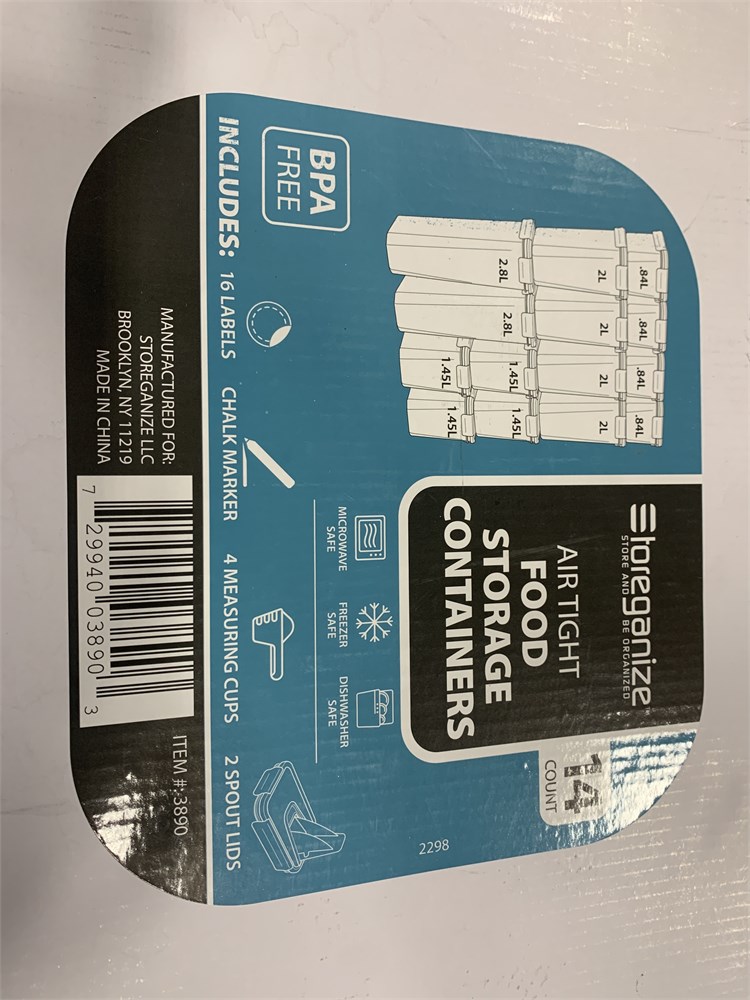 Storeganize™
STORE AND BE ORGANIZED
AIR TIGHT
FOOD
STORAGE
CONTAINERS
14
COUNT
.84L .84L .84L .84L
2L 2L 2L 2L
2.8L 2.8L 1.45L 1.45L
1.45L 1.45L
BPA
FREE
MICROWAVE
SAFE
FREEZER
SAFE
DISHWASHER
SAFE
2298
INCLUDES: 16 LABELS CHALK MARKER 4 MEASURING CUPS 2 SPOUT LIDS
MANUFACTURED FOR:
STOREGANIZE LLC
BROOKLYN, NY 11219
MADE IN CHINA
7 29940 03890 3
ITEM #:3890